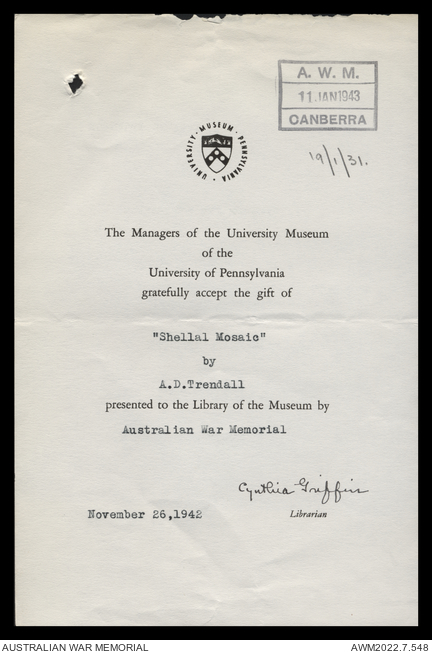 A. W. M.
11 JAN 1943
CANBERRA
19/1/31.
UNIVERSITY · MUSEUM · PENNSYLVANIA ·
The Managers of the University Museum
of the
University of Pennsylvania
gratefully accept the gift of
"Shellal Mosaic"
by
A.D.Trendall
presented to the Library of the Museum by
Australian War Memorial
Cynthia Griffin
November 26,1942
Librarian
AUSTRALIAN WAR MEMORIAL
AWM2022.7.548